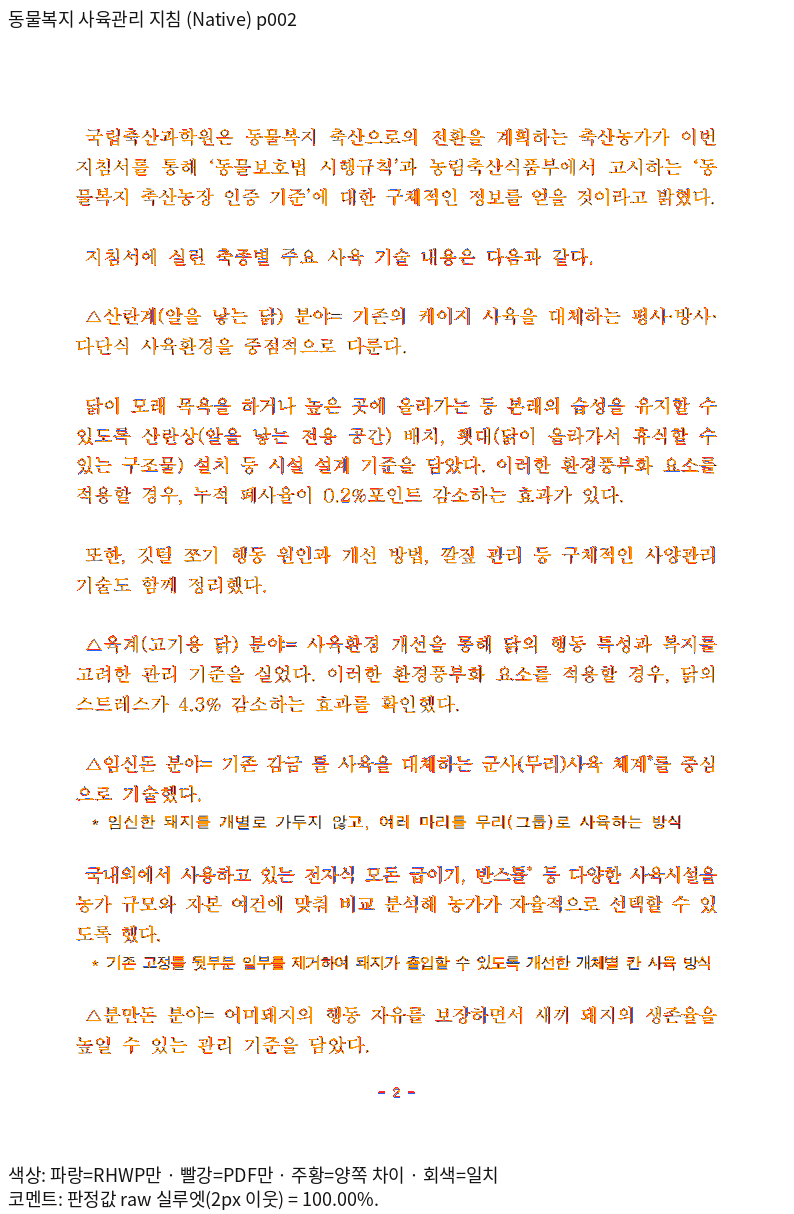 동물복지 사육관리 지침 (Native) p002
국립축산과학원은 동물복지 축산으로의 전환을 계획하는 축산농가가 이번
지침서를 통해 ‘동물보호법 시행규칙’과 농림축산식품부에서 고시하는 ‘동
물복지 축산농장 인증 기준’에 대한 구체적인 정보를 얻을 것이라고 밝혔다.
지침서에 실린 축종별 주요 사육 기술 내용은 다음과 같다.
△산란계(알을 낳는 닭) 분야= 기존의 케이지 사육을 대체하는 평사·방사·
다단식 사육환경을 중점적으로 다룬다.
닭이 모래 목욕을 하거나 높은 곳에 올라가는 등 본래의 습성을 유지할 수
있도록 산란상(알을 낳는 전용 공간) 배치, 횃대(닭이 올라가서 휴식할 수
있는 구조물) 설치 등 시설 설계 기준을 담았다. 이러한 환경풍부화 요소를
적용할 경우, 누적 폐사율이 0.2%포인트 감소하는 효과가 있다.
또한, 깃털 쪼기 행동 원인과 개선 방법, 깔짚 관리 등 구체적인 사양관리
기술도 함께 정리했다.
△육계(고기용 닭) 분야= 사육환경 개선을 통해 닭의 행동 특성과 복지를
고려한 관리 기준을 실었다. 이러한 환경풍부화 요소를 적용할 경우, 닭의
스트레스가 4.3% 감소하는 효과를 확인했다.
△임신돈 분야= 기존 감금 틀 사육을 대체하는 군사(무리)사육 체계*를 중심
으로 기술했다.
* 임신한 돼지를 개별로 가두지 않고, 여러 마리를 무리(그룹)로 사육하는 방식
국내외에서 사용하고 있는 전자식 모돈 급이기, 반스톨* 등 다양한 사육시설을
농가 규모와 자본 여건에 맞춰 비교 분석해 농가가 자율적으로 선택할 수 있
도록 했다.
* 기존 고정틀 뒷부분 일부를 제거하여 돼지가 출입할 수 있도록 개선한 개체별 칸 사육 방식
△분만돈 분야= 어미돼지의 행동 자유를 보장하면서 새끼 돼지의 생존율을
높일 수 있는 관리 기준을 담았다.
- 2 -
색상: 파랑=RHWP만 · 빨강=PDF만 · 주황=양쪽 차이 · 회색=일치
코멘트: 판정값 raw 실루엣(2px 이웃) = 100.00%.